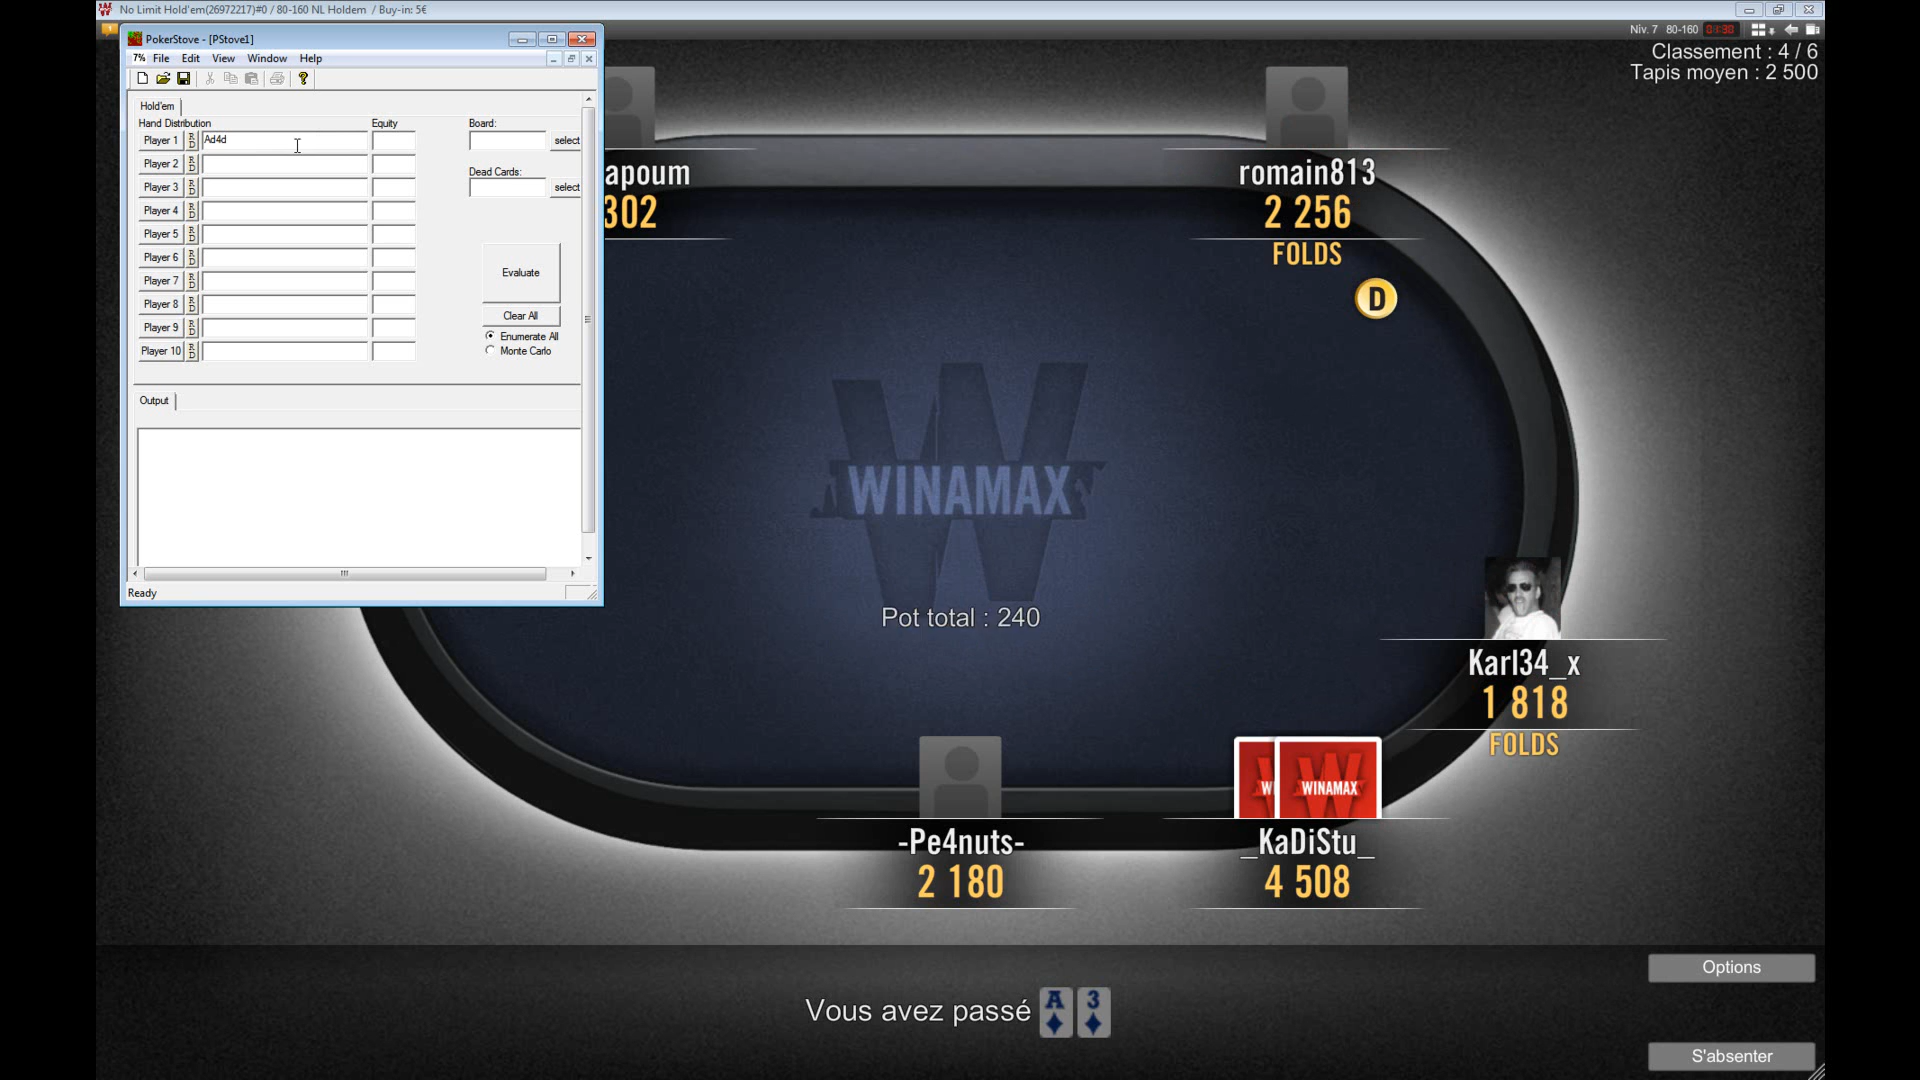 No Limit Hold'em(26972217)#0 / 80-160 NL Holdem / Buy-in: 5€
Niv. 7 80-160 03:30
Classement : 4 / 6
Tapis moyen : 2 500
PokerStove - [PStove1]
File Edit View Window Help
Hold'em
Hand Distribution Equity Board:
Player 1 R D Ad4d select
Player 2 R D
Dead Cards:
Player 3 R D select
Player 4 R D
Player 5 R D
Player 6 R D
Player 7 R D
Player 8 R D
Player 9 R D
Player 10 R D
Evaluate
Clear All
Enumerate All
Monte Carlo
Output
Ready
apoum
302
romain813
2 256
FOLDS
D
W
WINAMAX
Pot total : 240
Karl34_x
1 818
FOLDS
W WINAMAX
-Pe4nuts-
2 180
_KaDiStu_
4 508
Options
Vous avez passé A 3
S'absenter